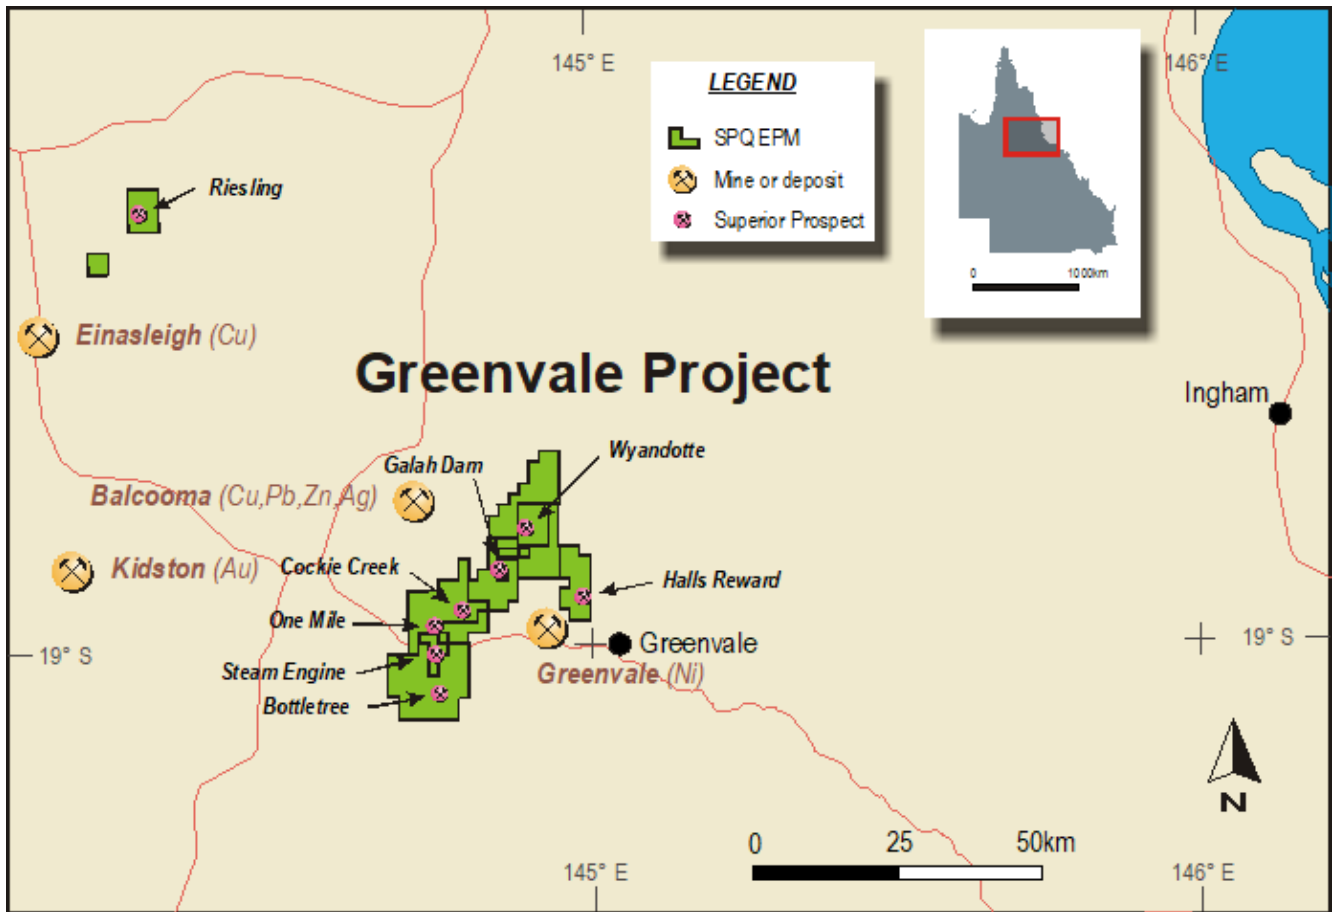 145° E
146° E
LEGEND
SPQ EPM
Mine or deposit
Superior Prospect
0 1000km
Riesling
Einasleigh (Cu)
Greenvale Project
Ingham
Wyandotte
Galah Dam
Balcooma (Cu,Pb,Zn,Ag)
Kidston (Au)
Cockie Creek
Halls Reward
One Mile
Greenvale
19° S
19° S
Steam Engine
Greenvale (Ni)
Bottletree
N
0 25 50km
145° E
146° E